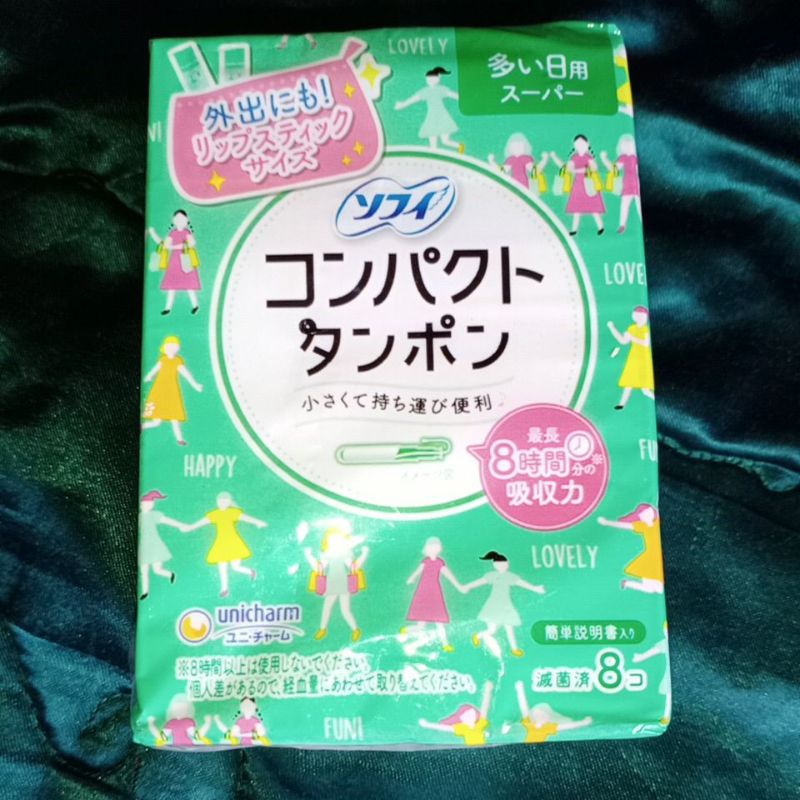 LOVELY
多い日用
スーパー
外出にも!
リップスティック
サイズ
ソフィ
コンパクト
タンポン
小さくて持ち運び便利♪
最長
8時間※
分の
吸収力
イメージ図
LOVE
HAPPY
FU
LOVELY
unicharm
ユニ・チャーム
簡単説明書入り
※8時間以上は使用しないでください。
個人差があるので、経血量にあわせて取り替えてください。
滅菌済8コ
FUN!